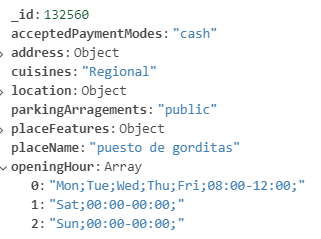 _id: 132560
acceptedPaymentModes: "cash"
address: Object
cuisines: "Regional"
location: Object
parkingArragements: "public"
placeFeatures: Object
placeName: "puesto de gorditas"
openingHour: Array
0: "Mon;Tue;Wed;Thu;Fri;08:00-12:00;"
1: "Sat;00:00-00:00;"
2: "Sun;00:00-00:00;"